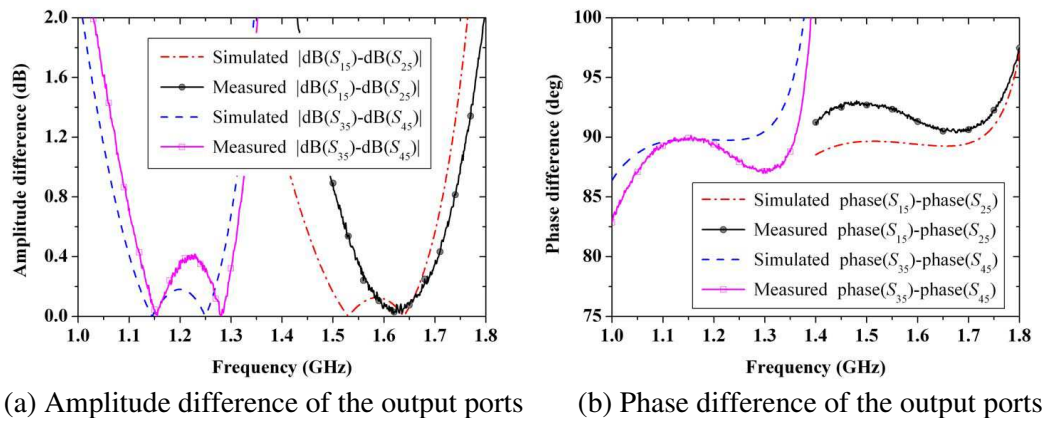 2.0
1.6
1.2
0.8
0.4
0.0
Amplitude difference (dB)
Simulated |dB(S15)-dB(S25)|
Measured |dB(S15)-dB(S25)|
Simulated |dB(S35)-dB(S45)|
Measured |dB(S35)-dB(S45)|
1.0 1.1 1.2 1.3 1.4 1.5 1.6 1.7 1.8
Frequency (GHz)
(a) Amplitude difference of the output ports
100
95
90
85
80
75
Phase difference (deg)
Simulated phase(S15)-phase(S25)
Measured phase(S15)-phase(S25)
Simulated phase(S35)-phase(S45)
Measured phase(S35)-phase(S45)
1.0 1.1 1.2 1.3 1.4 1.5 1.6 1.7 1.8
Frequency (GHz)
(b) Phase difference of the output ports